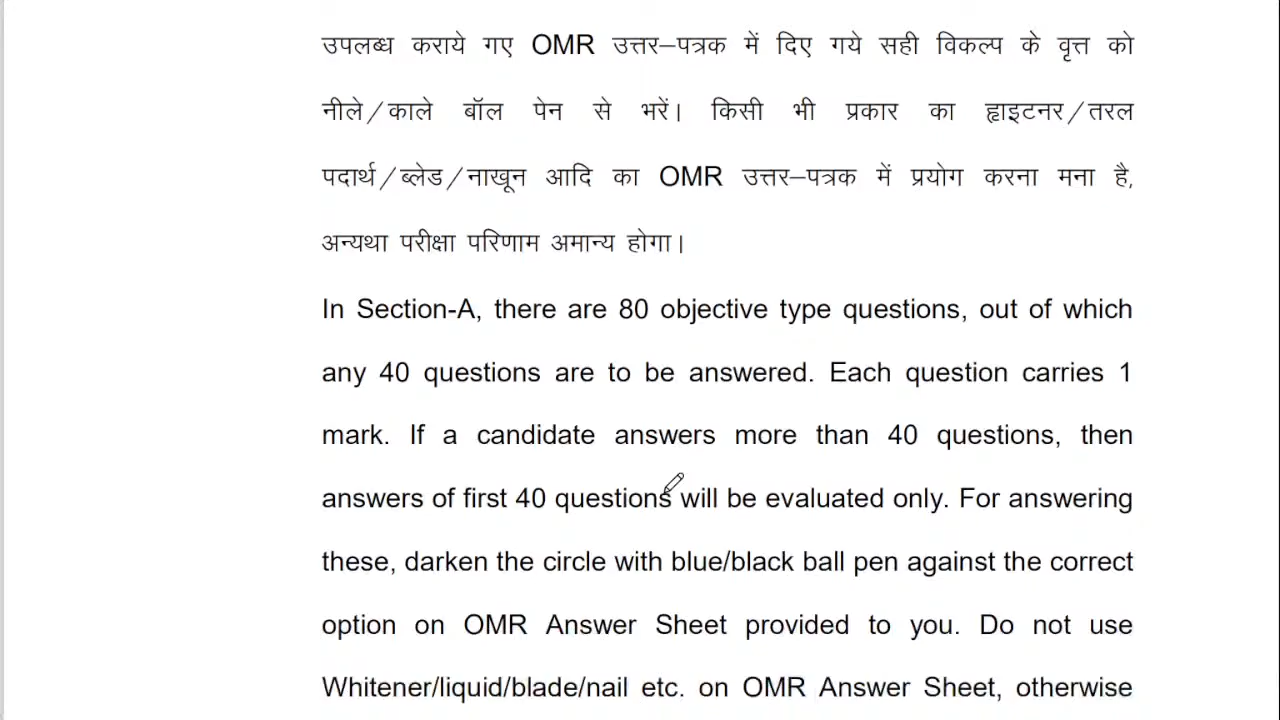 उपलब्ध कराये गए OMR उत्तर–पत्रक में दिए गये सही विकल्प के वृत्त को
नीले/काले बॉल पेन से भरें। किसी भी प्रकार का ह्वाइटनर/तरल
पदार्थ/ब्लेड/नाखून आदि का OMR उत्तर–पत्रक में प्रयोग करना मना है,
अन्यथा परीक्षा परिणाम अमान्य होगा।
In Section-A, there are 80 objective type questions, out of which
any 40 questions are to be answered. Each question carries 1
mark. If a candidate answers more than 40 questions, then
answers of first 40 questions will be evaluated only. For answering
these, darken the circle with blue/black ball pen against the correct
option on OMR Answer Sheet provided to you. Do not use
Whitener/liquid/blade/nail etc. on OMR Answer Sheet, otherwise